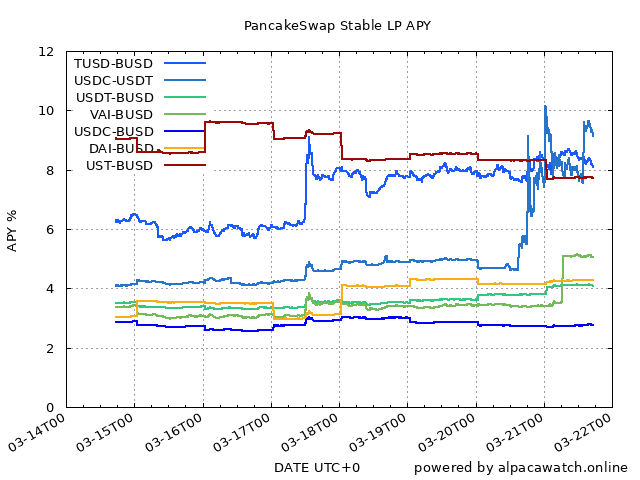 PancakeSwap Stable LP APY
12
10
8
6
4
2
0
APY %
TUSD-BUSD
USDC-USDT
USDT-BUSD
VAI-BUSD
USDC-BUSD
DAI-BUSD
UST-BUSD
03-14T00
03-15T00
03-16T00
03-17T00
03-18T00
03-19T00
03-20T00
03-21T00
03-22T00
DATE UTC+0
powered by alpacawatch.online